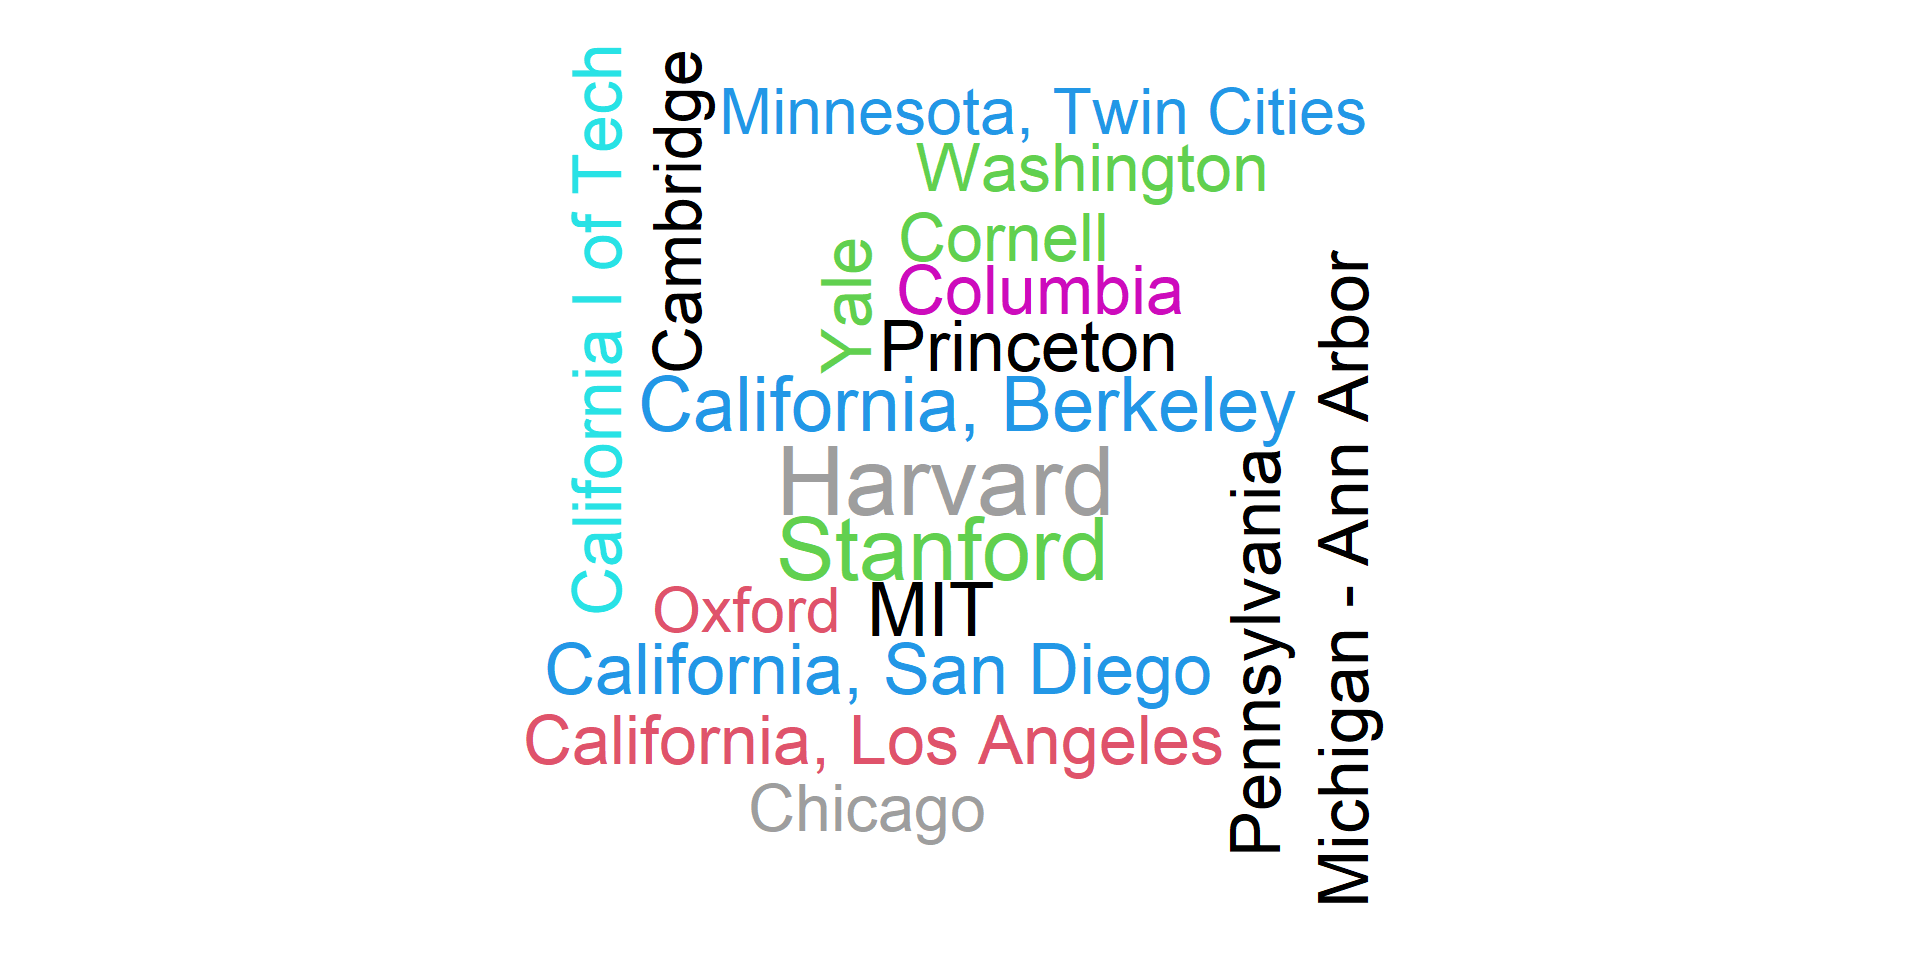 California I of Tech
Cambridge
Minnesota, Twin Cities
Washington
Cornell
Yale
Columbia
Princeton
California, Berkeley
Harvard
Stanford
Oxford
MIT
California, San Diego
California, Los Angeles
Chicago
Pennsylvania
Michigan - Ann Arbor